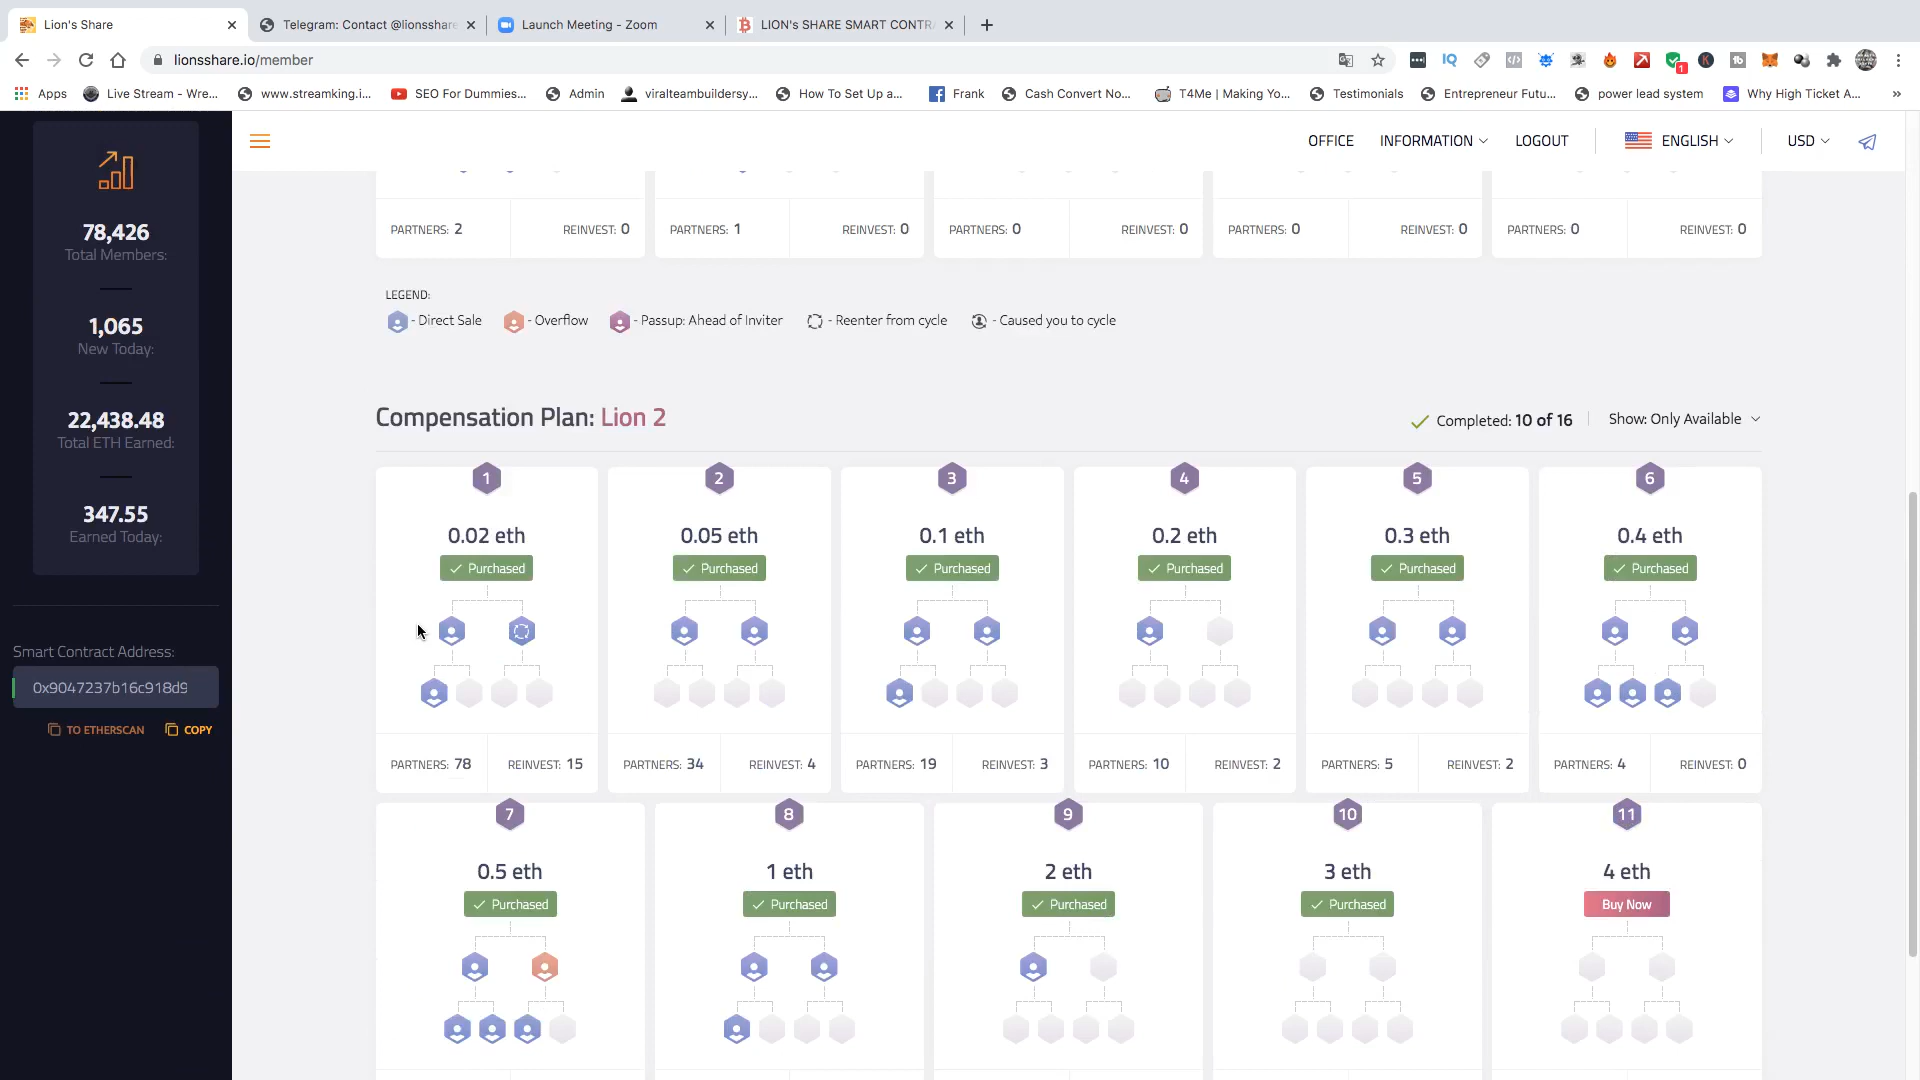 Lion's Share
Telegram: Contact @lionsshare
Launch Meeting - Zoom
LION's SHARE SMART CONTR
lionsshare.io/member
Apps
Live Stream - Wre...
www.streamking.i...
SEO For Dummies...
Admin
viralteambuildersy...
How To Set Up a...
Frank
Cash Convert No...
T4Me | Making Yo...
Testimonials
Entrepreneur Futu...
power lead system
Why High Ticket A...
»
OFFICE
INFORMATION
LOGOUT
ENGLISH
USD
78,426
Total Members:
1,065
New Today:
22,438.48
Total ETH Earned:
347.55
Earned Today:
Smart Contract Address:
0x9047237b16c918d9
TO ETHERSCAN
COPY
PARTNERS: 2
REINVEST: 0
PARTNERS: 1
REINVEST: 0
PARTNERS: 0
REINVEST: 0
PARTNERS: 0
REINVEST: 0
PARTNERS: 0
REINVEST: 0
LEGEND:
- Direct Sale
- Overflow
- Passup: Ahead of Inviter
- Reenter from cycle
- Caused you to cycle
Compensation Plan: Lion 2
Completed: 10 of 16
Show: Only Available
1
0.02 eth
Purchased
PARTNERS: 78
REINVEST: 15
2
0.05 eth
Purchased
PARTNERS: 34
REINVEST: 4
3
0.1 eth
Purchased
PARTNERS: 19
REINVEST: 3
4
0.2 eth
Purchased
PARTNERS: 10
REINVEST: 2
5
0.3 eth
Purchased
PARTNERS: 5
REINVEST: 2
6
0.4 eth
Purchased
PARTNERS: 4
REINVEST: 0
7
0.5 eth
Purchased
8
1 eth
Purchased
9
2 eth
Purchased
10
3 eth
Purchased
11
4 eth
Buy Now